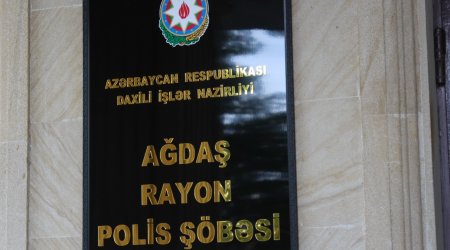 AZƏRBAYCAN RESPUBLİKASI
DAXİLİ İŞLƏR NAZİRLİYİ
AĞDAŞ
RAYON
POLİS ŞÖBƏSİ